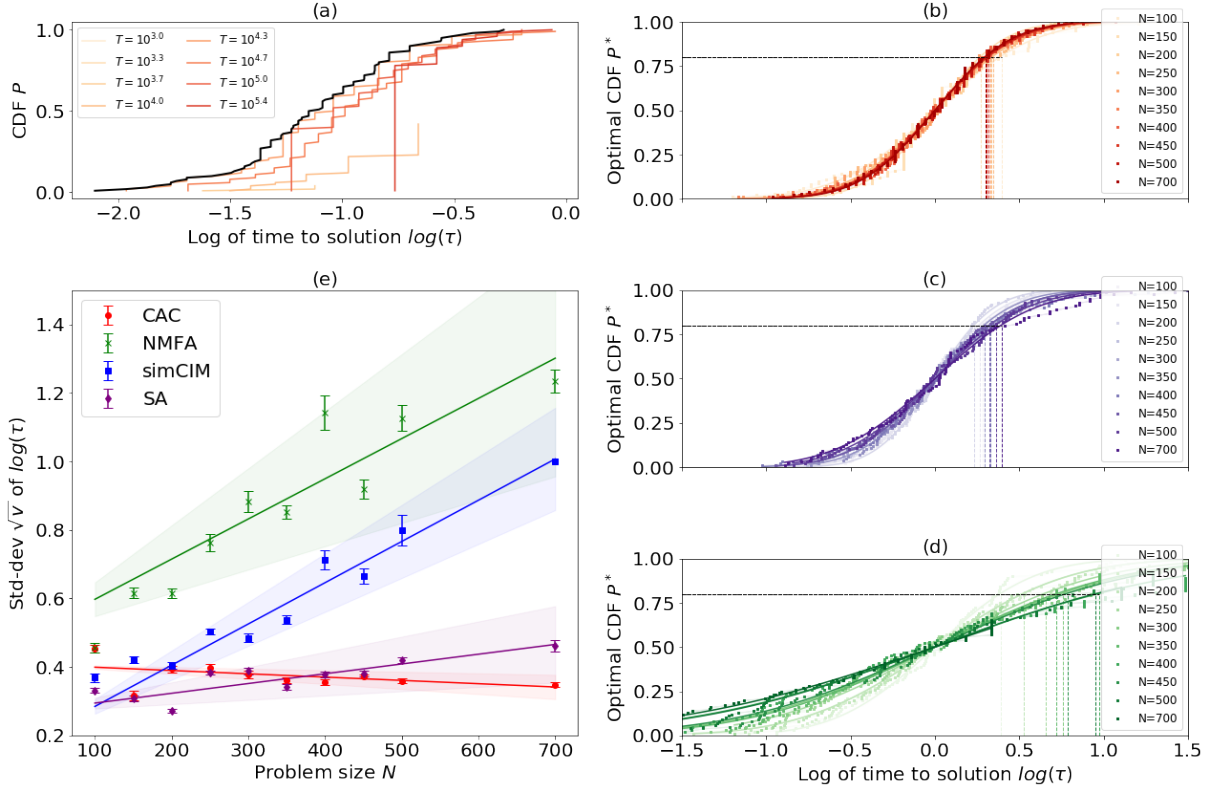 (a)
CDF P
1.0
0.5
0.0
T = 10^3.0
T = 10^3.3
T = 10^3.7
T = 10^4.0
T = 10^4.3
T = 10^4.7
T = 10^5.0
T = 10^5.4
−2.0 −1.5 −1.0 −0.5 0.0
Log of time to solution log(τ)
(b)
Optimal CDF P*
1.00
0.75
0.50
0.25
0.00
N=100
N=150
N=200
N=250
N=300
N=350
N=400
N=450
N=500
N=700
(e)
Std-dev √v of log(τ)
1.4
1.2
1.0
0.8
0.6
0.4
0.2
CAC
NMFA
simCIM
SA
100 200 300 400 500 600 700
Problem size N
(c)
Optimal CDF P*
1.00
0.75
0.50
0.25
0.00
N=100
N=150
N=200
N=250
N=300
N=350
N=400
N=450
N=500
N=700
(d)
Optimal CDF P*
1.00
0.75
0.50
0.25
0.00
N=100
N=150
N=200
N=250
N=300
N=350
N=400
N=450
N=500
N=700
−1.5 −1.0 −0.5 0.0 0.5 1.0 1.5
Log of time to solution log(τ)